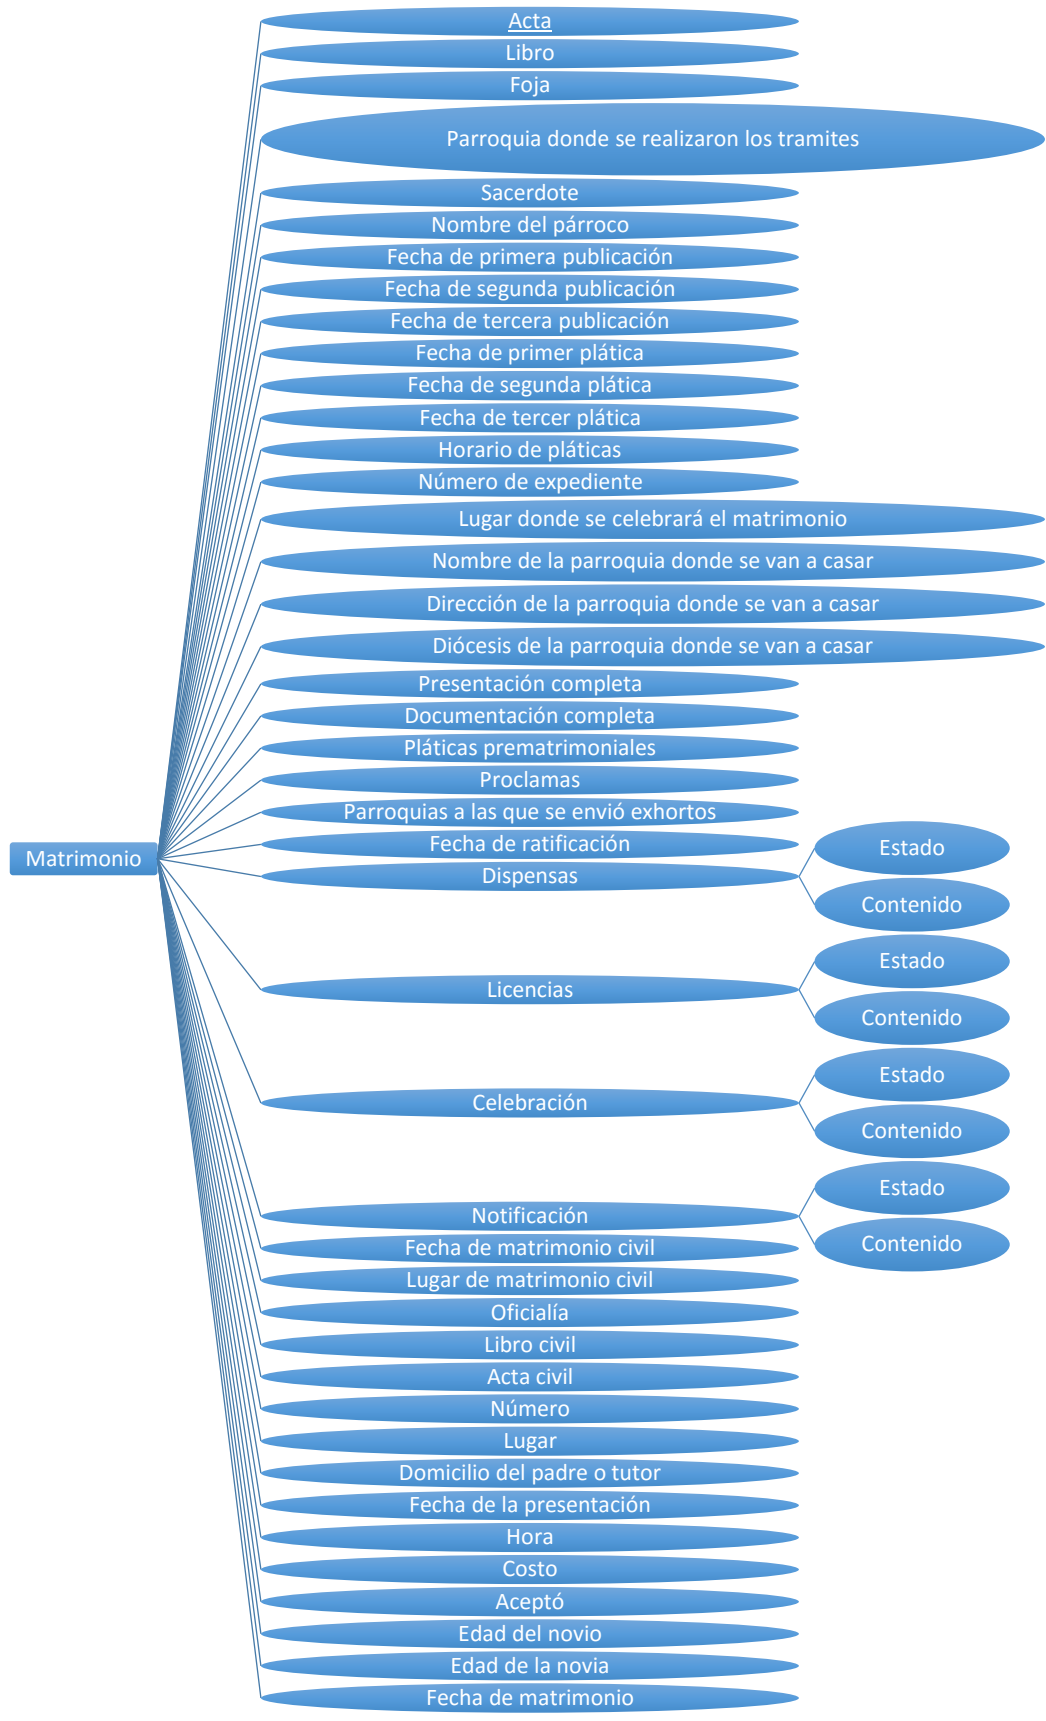 Acta
Libro
Foja
Parroquia donde se realizaron los tramites
Sacerdote
Nombre del párroco
Fecha de primera publicación
Fecha de segunda publicación
Fecha de tercera publicación
Fecha de primer plática
Fecha de segunda plática
Fecha de tercer plática
Horario de pláticas
Número de expediente
Lugar donde se celebrará el matrimonio
Nombre de la parroquia donde se van a casar
Dirección de la parroquia donde se van a casar
Diócesis de la parroquia donde se van a casar
Presentación completa
Documentación completa
Pláticas prematrimoniales
Proclamas
Parroquias a las que se envió exhortos
Fecha de ratificación
Matrimonio
Dispensas
Estado
Contenido
Licencias
Estado
Contenido
Celebración
Estado
Contenido
Notificación
Estado
Contenido
Fecha de matrimonio civil
Lugar de matrimonio civil
Oficialía
Libro civil
Acta civil
Número
Lugar
Domicilio del padre o tutor
Fecha de la presentación
Hora
Costo
Aceptó
Edad del novio
Edad de la novia
Fecha de matrimonio